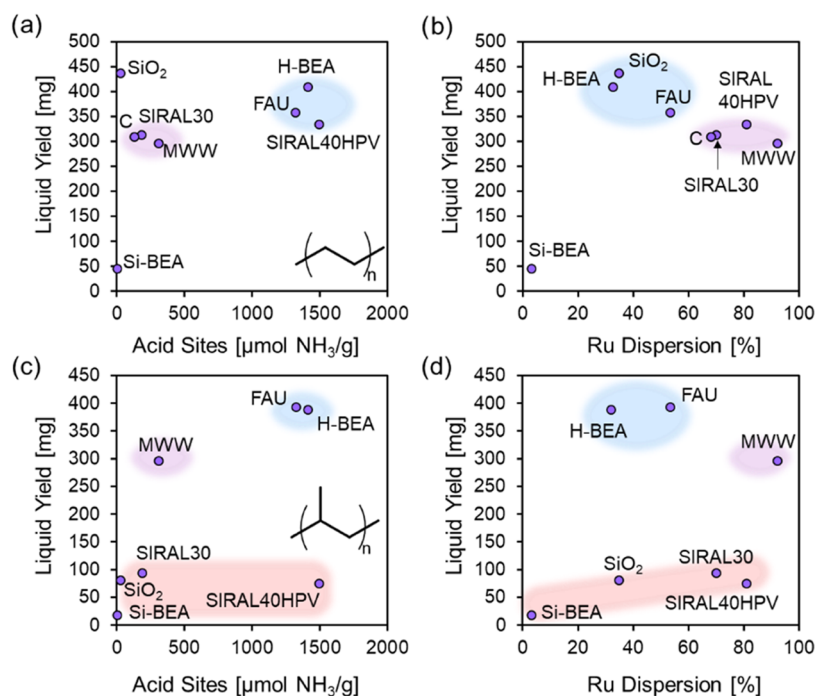 (a)
500
450
400
350
300
250
200
150
100
50
0
Liquid Yield [mg]
SiO₂
H-BEA
FAU
SIRAL40HPV
C
SIRAL30
MWW
Si-BEA
n
0 500 1000 1500 2000
Acid Sites [µmol NH₃/g]
(b)
500
450
400
350
300
250
200
150
100
50
0
Liquid Yield [mg]
SiO₂
H-BEA
FAU
SIRAL
40HPV
C
MWW
SIRAL30
Si-BEA
0 20 40 60 80 100
Ru Dispersion [%]
(c)
450
400
350
300
250
200
150
100
50
0
Liquid Yield [mg]
FAU
H-BEA
MWW
n
SIRAL30
SiO₂
SIRAL40HPV
Si-BEA
0 500 1000 1500 2000
Acid Sites [µmol NH₃/g]
(d)
450
400
350
300
250
200
150
100
50
0
Liquid Yield [mg]
FAU
H-BEA
MWW
SiO₂
SIRAL30
SIRAL40HPV
Si-BEA
0 20 40 60 80 100
Ru Dispersion [%]